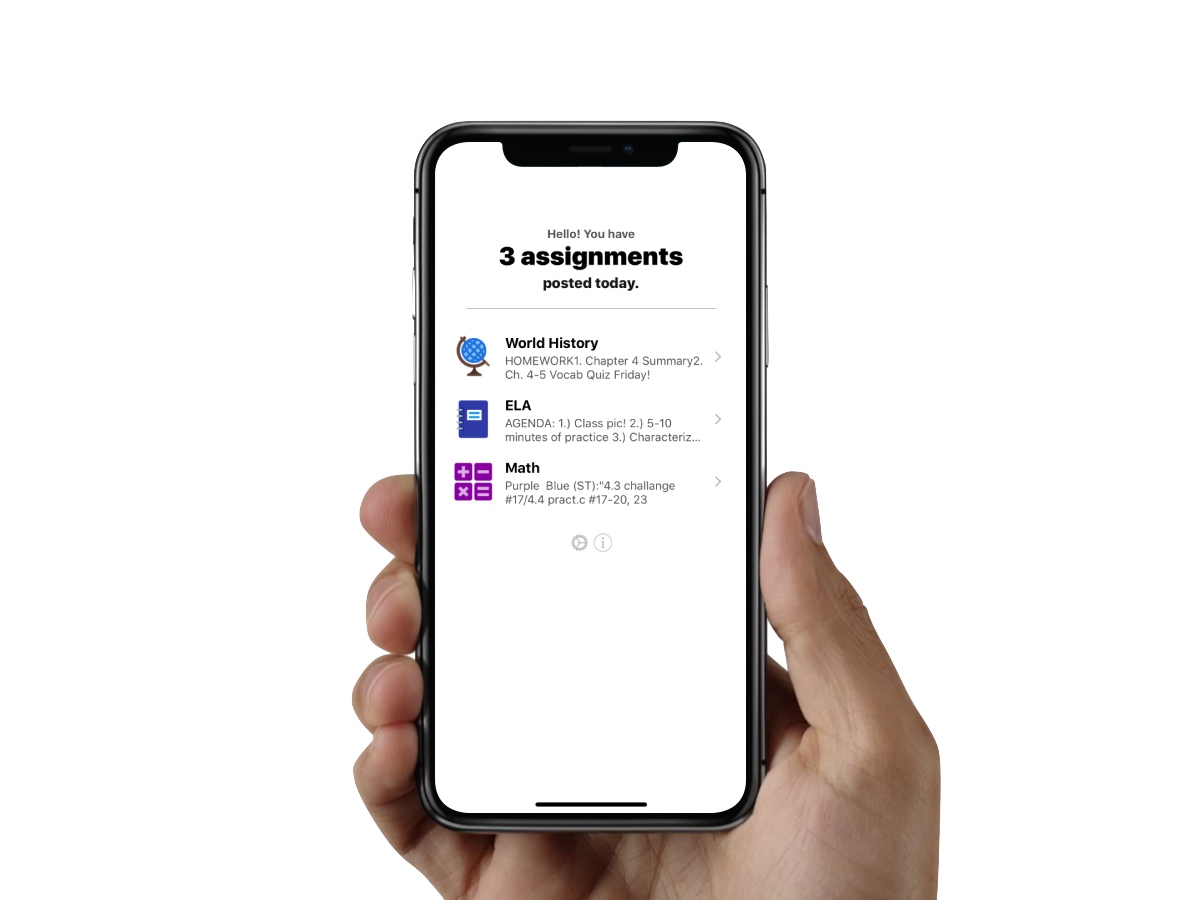 Hello! You have
3 assignments
posted today.
World History
HOMEWORK1. Chapter 4 Summary2.
Ch. 4-5 Vocab Quiz Friday!
ELA
AGENDA: 1.) Class pic! 2.) 5-10
minutes of practice 3.) Characteriz...
Math
Purple  Blue (ST):"4.3 challange
#17/4.4 pract.c #17-20, 23